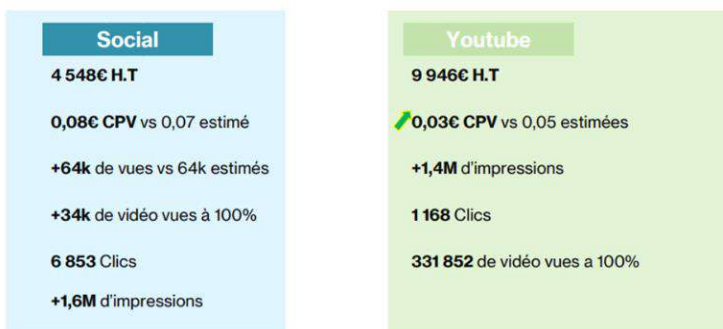 Social
4 548€ H.T
0,08€ CPV vs 0,07 estimé
+64k de vues vs 64k estimés
+34k de vidéo vues à 100%
6 853 Clics
+1,6M d'impressions
Youtube
9 946€ H.T
0,03€ CPV vs 0,05 estimées
+1,4M d'impressions
1 168 Clics
331 852 de vidéo vues a 100%